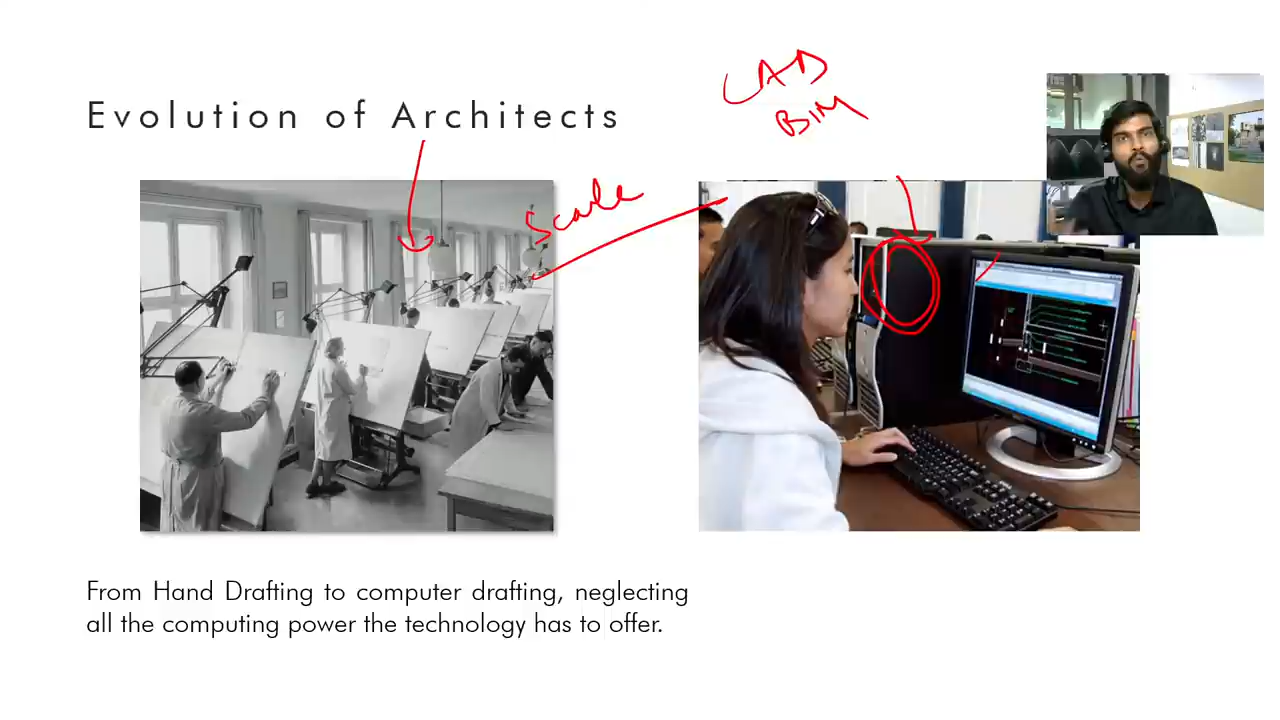 Evolution of Architects
CAD
BIM
Scale
From Hand Drafting to computer drafting, neglecting
all the computing power the technology has to offer.